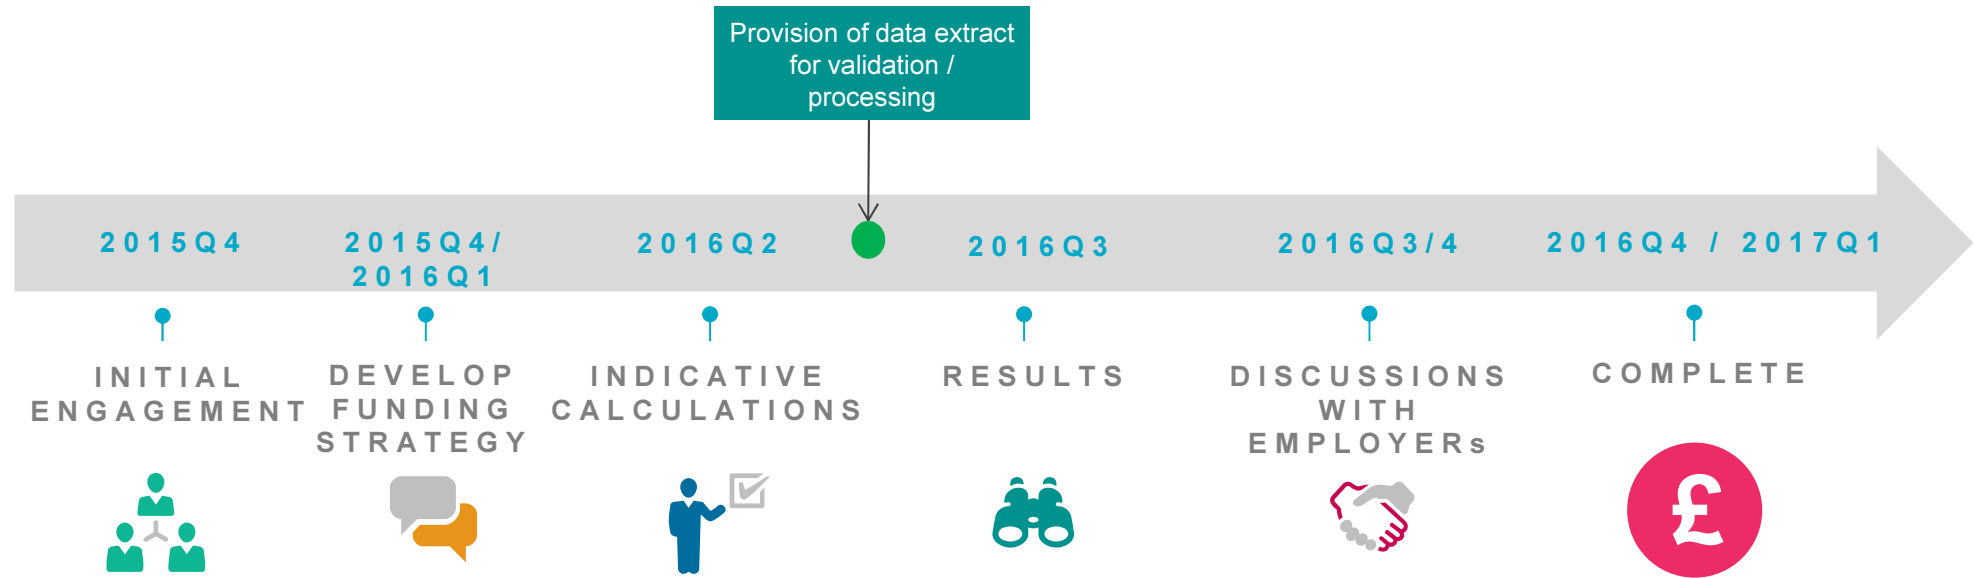 Provision of data extract
for validation /
processing
2015Q4
2015Q4/
2016Q1
2016Q2
2016Q3
2016Q3/4
2016Q4 / 2017Q1
INITIAL
ENGAGEMENT
DEVELOP
FUNDING
STRATEGY
INDICATIVE
CALCULATIONS
RESULTS
DISCUSSIONS
WITH
EMPLOYERs
COMPLETE
£